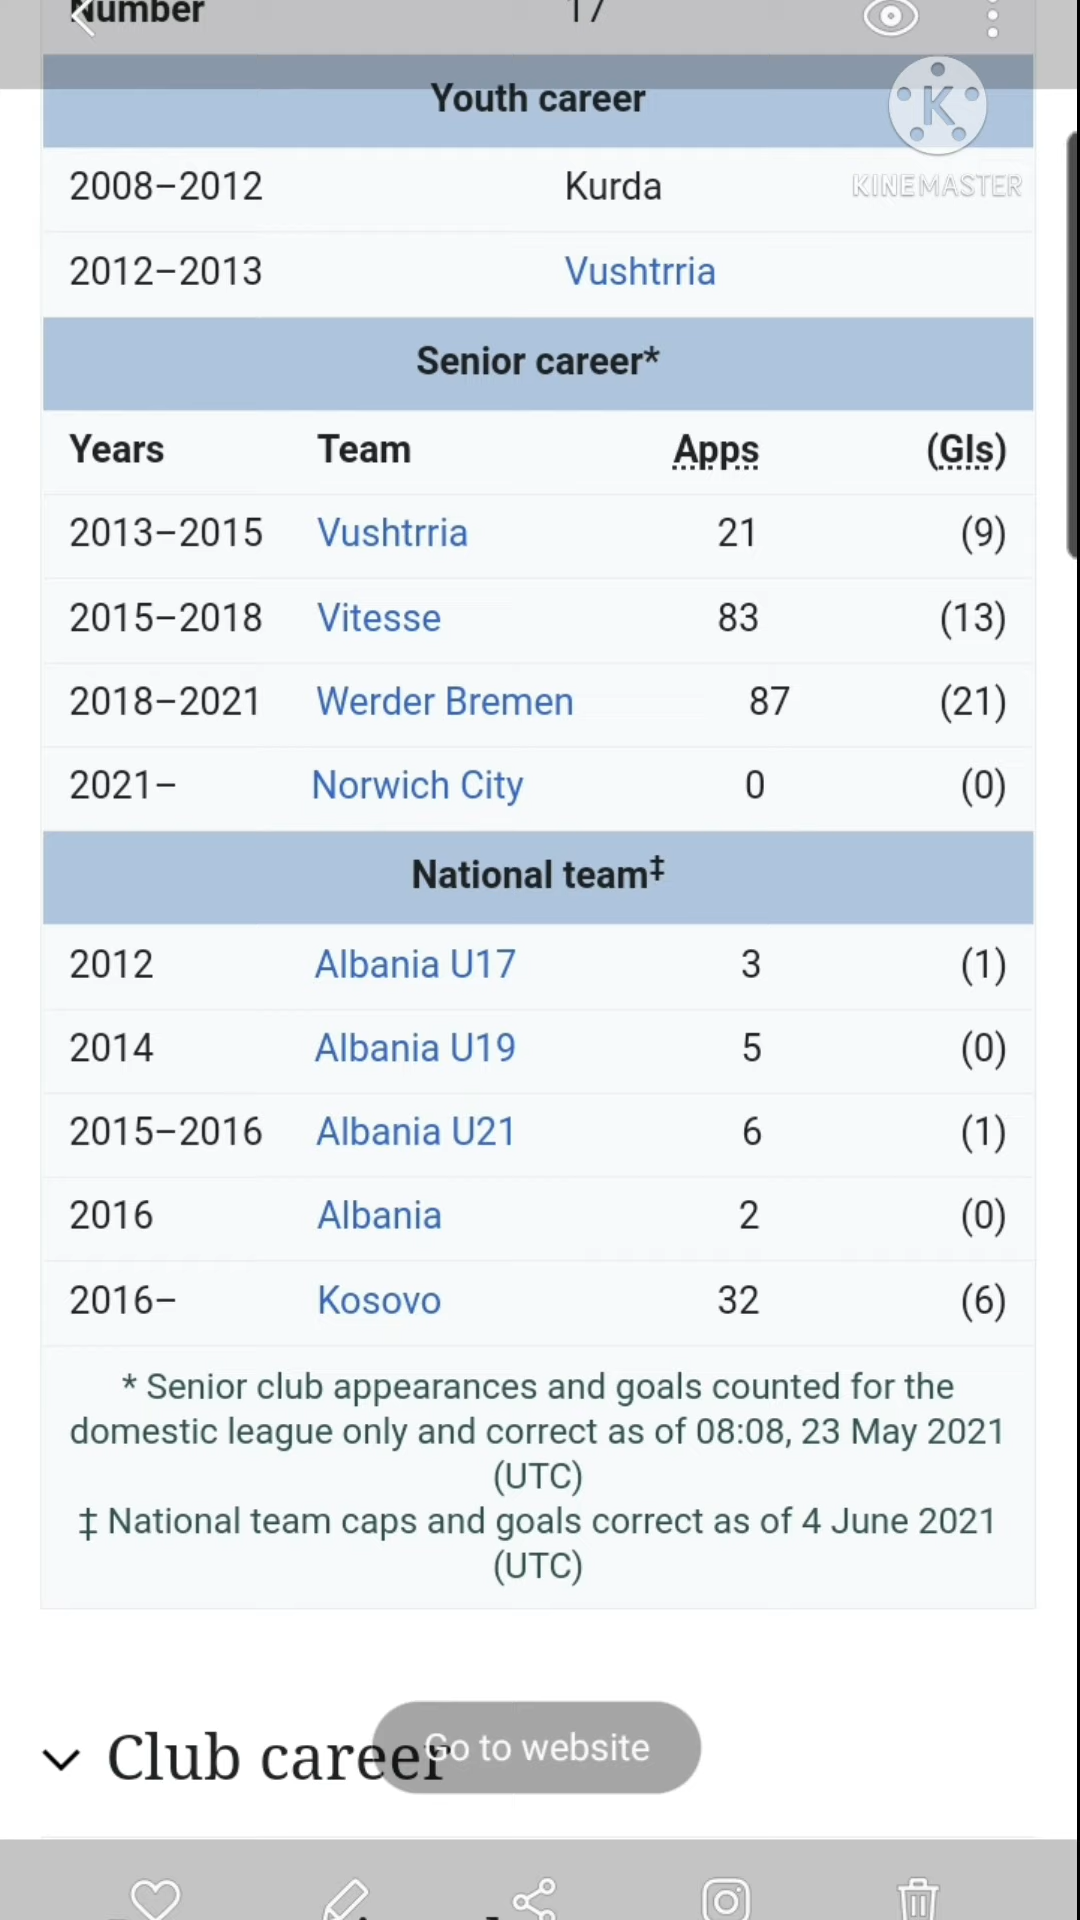 Number 17
Youth career
K
KINEMASTER
2008–2012 Kurda
2012–2013 Vushtrria
Senior career*
Years Team Apps (Gls)
2013–2015 Vushtrria 21 (9)
2015–2018 Vitesse 83 (13)
2018–2021 Werder Bremen 87 (21)
2021– Norwich City 0 (0)
National team‡
2012 Albania U17 3 (1)
2014 Albania U19 5 (0)
2015–2016 Albania U21 6 (1)
2016 Albania 2 (0)
2016– Kosovo 32 (6)
* Senior club appearances and goals counted for the
domestic league only and correct as of 08:08, 23 May 2021
(UTC)
‡ National team caps and goals correct as of 4 June 2021
(UTC)
Club career
Go to website